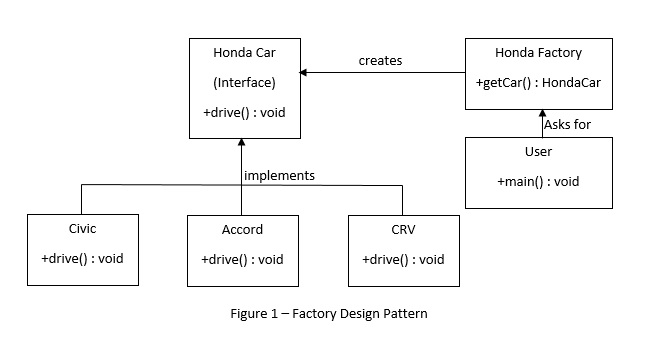 Honda Car
(Interface)
+drive() : void
creates
Honda Factory
+getCar() : HondaCar
Asks for
User
+main() : void
implements
Civic
+drive() : void
Accord
+drive() : void
CRV
+drive() : void
Figure 1 – Factory Design Pattern